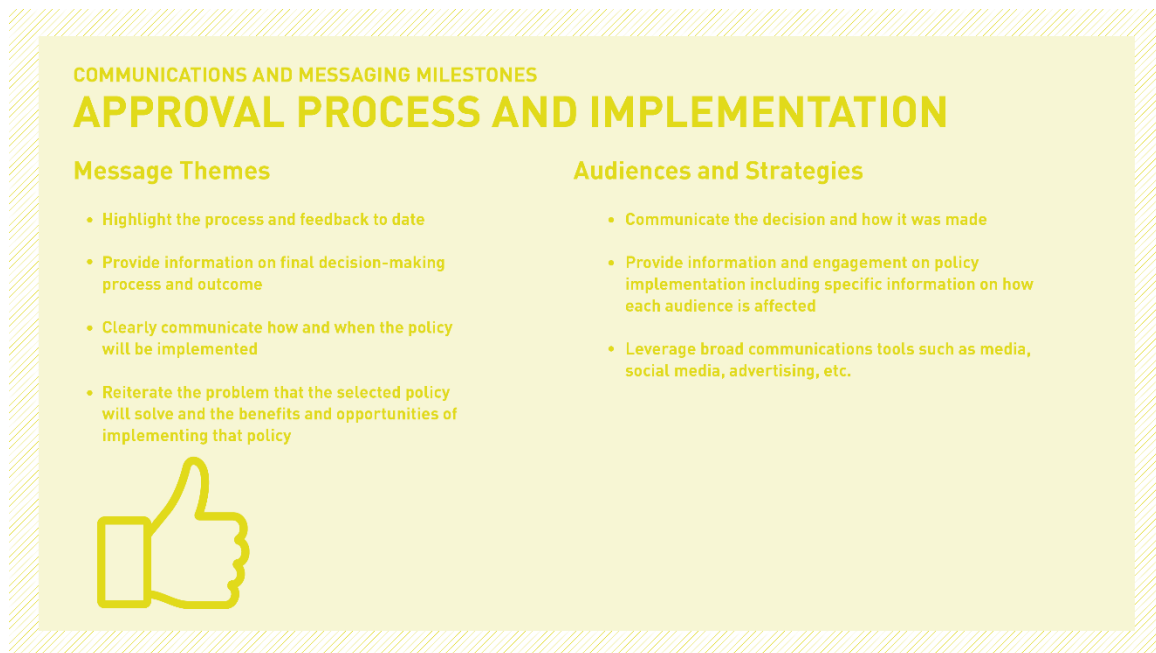 COMMUNICATIONS AND MESSAGING MILESTONES
APPROVAL PROCESS AND IMPLEMENTATION
Message Themes
• Highlight the process and feedback to date
• Provide information on final decision-making
process and outcome
• Clearly communicate how and when the policy
will be implemented
• Reiterate the problem that the selected policy
will solve and the benefits and opportunities of
implementing that policy
Audiences and Strategies
• Communicate the decision and how it was made
• Provide information and engagement on policy
implementation including specific information on how
each audience is affected
• Leverage broad communications tools such as media,
social media, advertising, etc.